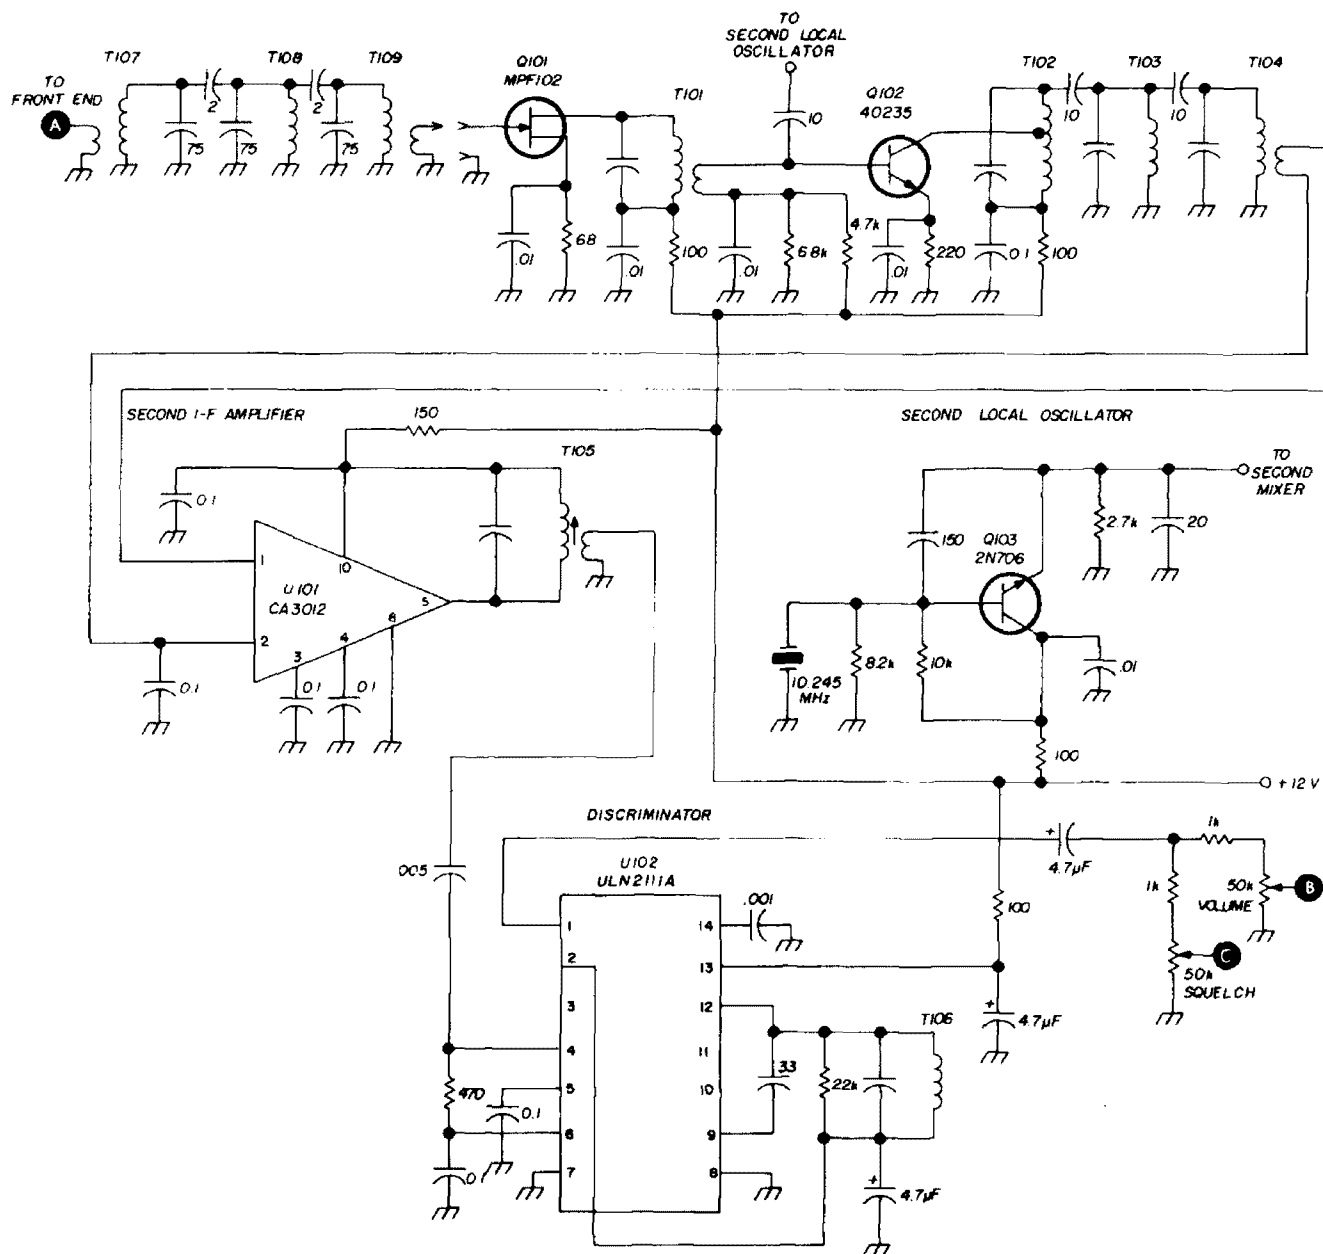 TO
FRONT END
A
T107
2
75
75
T108
2
75
T109
Q101
MPF102
.01
68
T101
.01
100
TO
SECOND LOCAL
OSCILLATOR
10
.01
6.8k
4.7k
Q102
40235
.01
220
T102
0.1
100
10
T103
10
T104
SECOND I-F AMPLIFIER
150
T105
0.1
1
10
U101
CA3012
5
2
3
4
8
0.1
0.1
0.1
SECOND LOCAL OSCILLATOR
TO
SECOND
MIXER
150
Q103
2N706
2.7k
20
10.245
MHz
8.2k
10k
.01
100
+12V
DISCRIMINATOR
.005
U102
ULN2111A
1
2
3
4
5
6
7
14
13
12
11
10
9
8
.001
100
+
4.7µF
1k
1k
50k
VOLUME
B
C
50k
SQUELCH
+
4.7µF
T106
33
22k
470
0.1
+
4.7µF